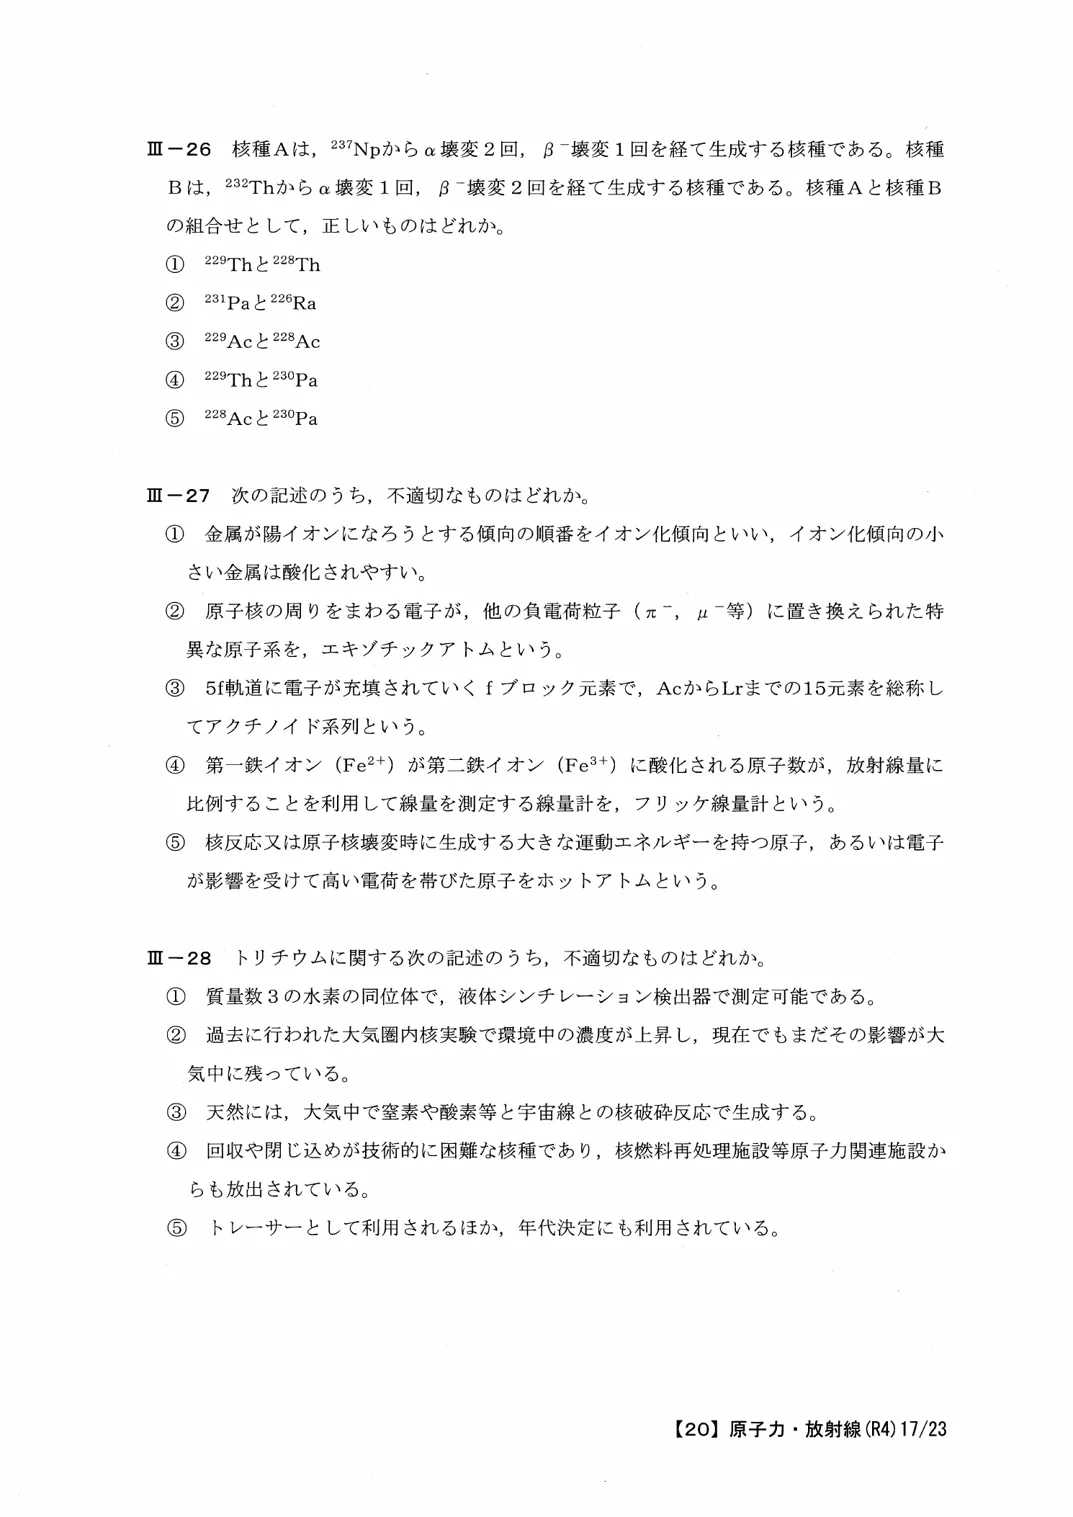 Ⅲ－26　核種Aは，²³⁷Npからα壊変２回，β⁻壊変１回を経て生成する核種である。核種
Bは，²³²Thからα壊変１回，β⁻壊変２回を経て生成する核種である。核種Aと核種B
の組合せとして，正しいものはどれか。
①　²²⁹Thと²²⁸Th
②　²³¹Paと²²⁶Ra
③　²²⁹Acと²²⁸Ac
④　²²⁹Thと²³⁰Pa
⑤　²²⁸Acと²³⁰Pa
Ⅲ－27　次の記述のうち，不適切なものはどれか。
①　金属が陽イオンになろうとする傾向の順番をイオン化傾向といい，イオン化傾向の小
さい金属は酸化されやすい。
②　原子核の周りをまわる電子が，他の負電荷粒子（π⁻，μ⁻等）に置き換えられた特
異な原子系を，エキゾチックアトムという。
③　5f軌道に電子が充填されていくｆブロック元素で，AcからLrまでの15元素を総称し
てアクチノイド系列という。
④　第一鉄イオン（Fe²⁺）が第二鉄イオン（Fe³⁺）に酸化される原子数が，放射線量に
比例することを利用して線量を測定する線量計を，フリッケ線量計という。
⑤　核反応又は原子核壊変時に生成する大きな運動エネルギーを持つ原子，あるいは電子
が影響を受けて高い電荷を帯びた原子をホットアトムという。
Ⅲ－28　トリチウムに関する次の記述のうち，不適切なものはどれか。
①　質量数３の水素の同位体で，液体シンチレーション検出器で測定可能である。
②　過去に行われた大気圏内核実験で環境中の濃度が上昇し，現在でもまだその影響が大
気中に残っている。
③　天然には，大気中で窒素や酸素等と宇宙線との核破砕反応で生成する。
④　回収や閉じ込めが技術的に困難な核種であり，核燃料再処理施設等原子力関連施設か
らも放出されている。
⑤　トレーサーとして利用されるほか，年代決定にも利用されている。
【20】原子力・放射線(R4)17/23